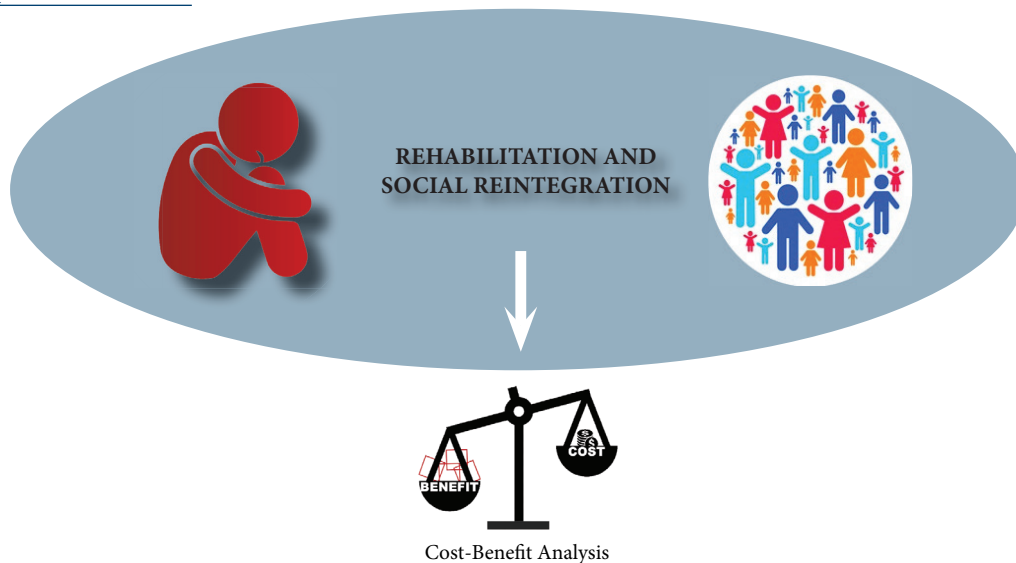 REHABILITATION AND
SOCIAL REINTEGRATION
BENEFIT
COST
Cost-Benefit Analysis